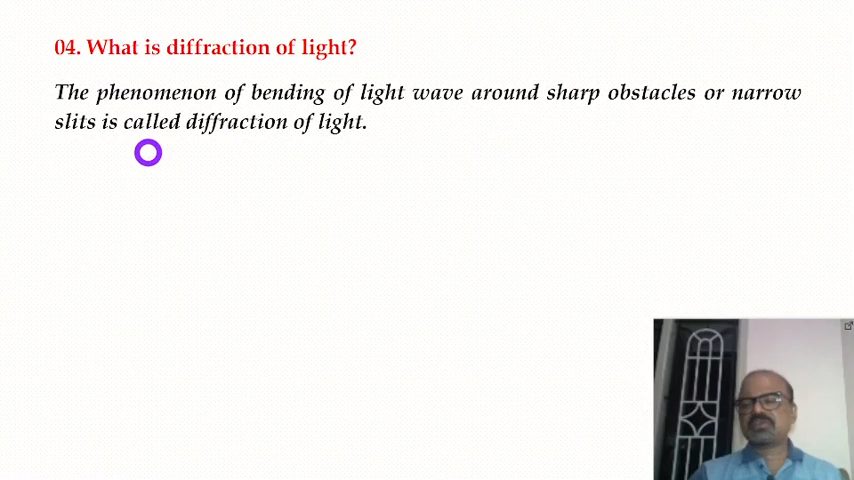 04. What is diffraction of light?
The phenomenon of bending of light wave around sharp obstacles or narrow
slits is called diffraction of light.